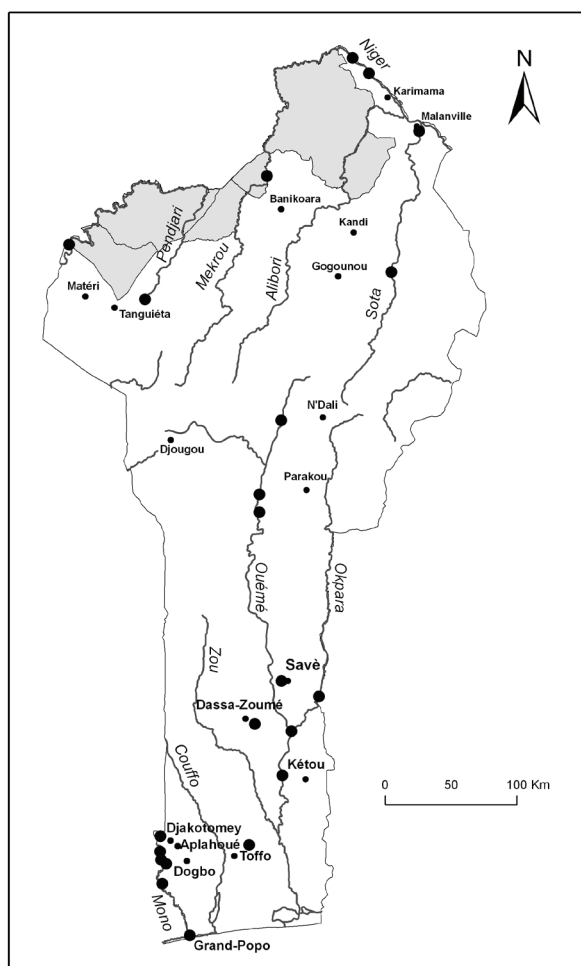 Niger
N
Karimama
Malanville
Banikoara
Kandi
Pendjari
Mekrou
Alibori
Gogounou
Sota
Matéri
Tanguiéta
N'Dali
Djougou
Parakou
Ouémé
Okpara
Zou
Savè
Dassa-Zoumé
Couffo
Kétou
0 50 100 Km
Djakotomey
Aplahoué
Toffo
Dogbo
Mono
Grand-Popo